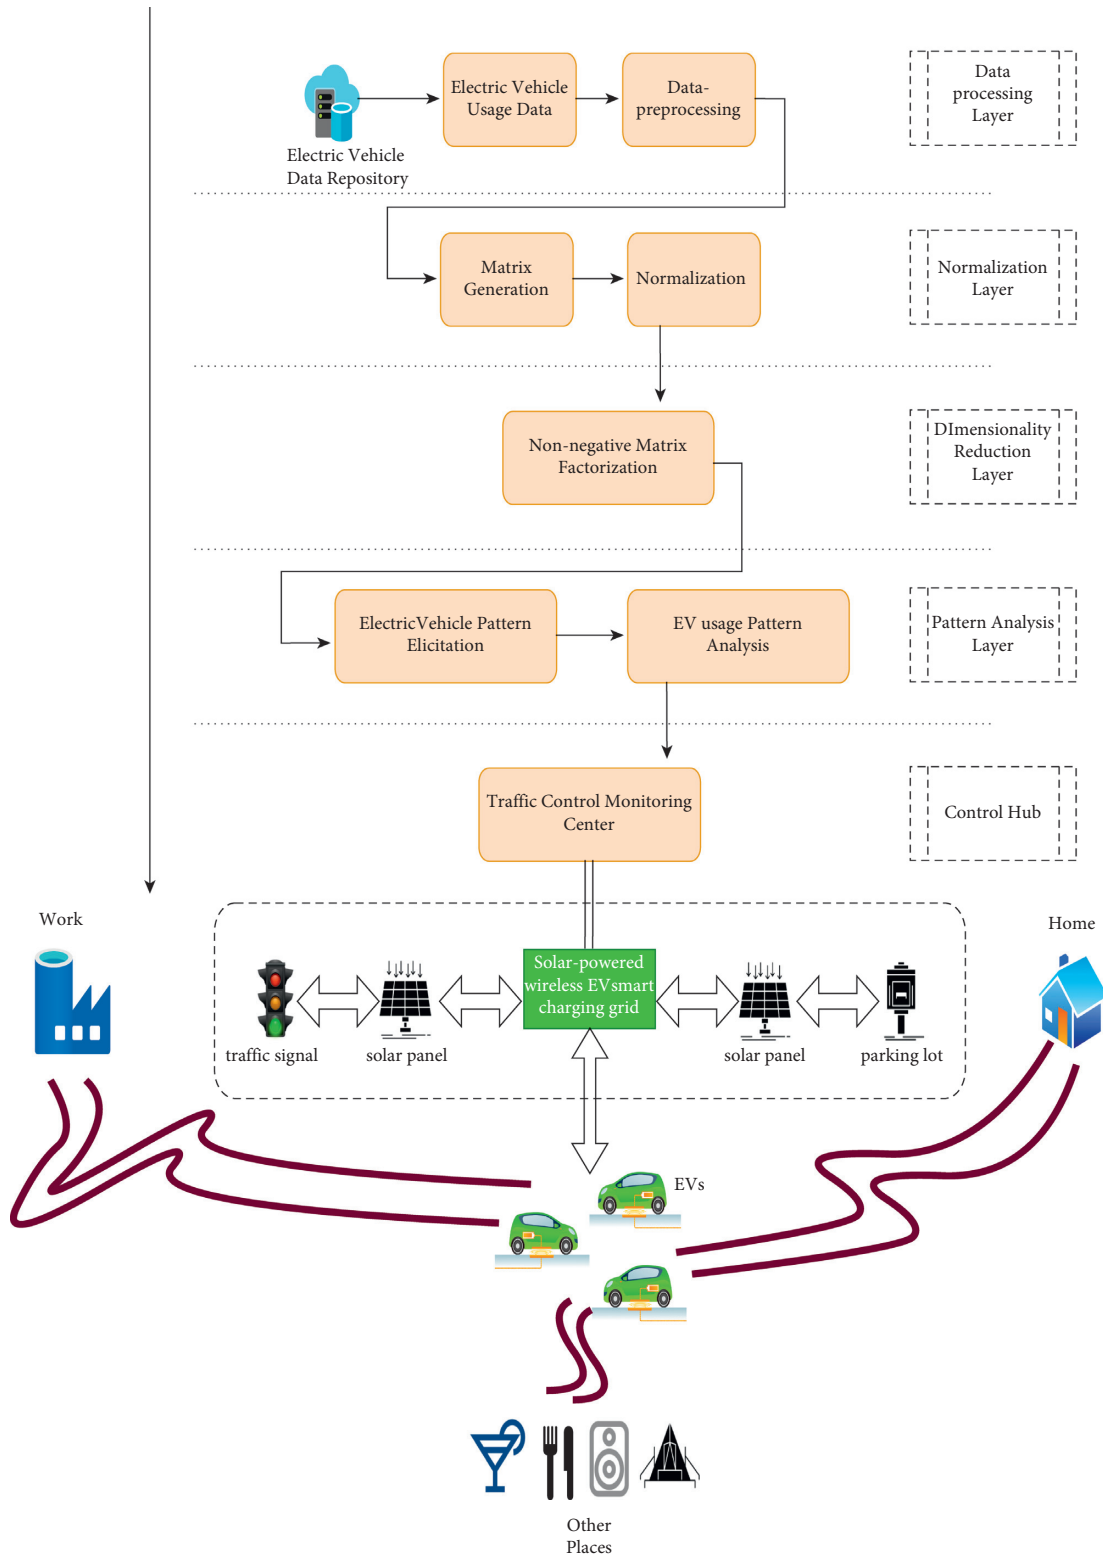 Electric Vehicle
Data Repository
Electric Vehicle
Usage Data
Data-
preprocessing
Data
processing
Layer
Matrix
Generation
Normalization
Normalization
Layer
Non-negative Matrix
Factorization
DImensionality
Reduction
Layer
ElectricVehicle Pattern
Elicitation
EV usage Pattern
Analysis
Pattern Analysis
Layer
Traffic Control Monitoring
Center
Control Hub
Work
Home
Solar-powered
wireless EVsmart
charging grid
traffic signal
solar panel
solar panel
parking lot
EVs
Other
Places